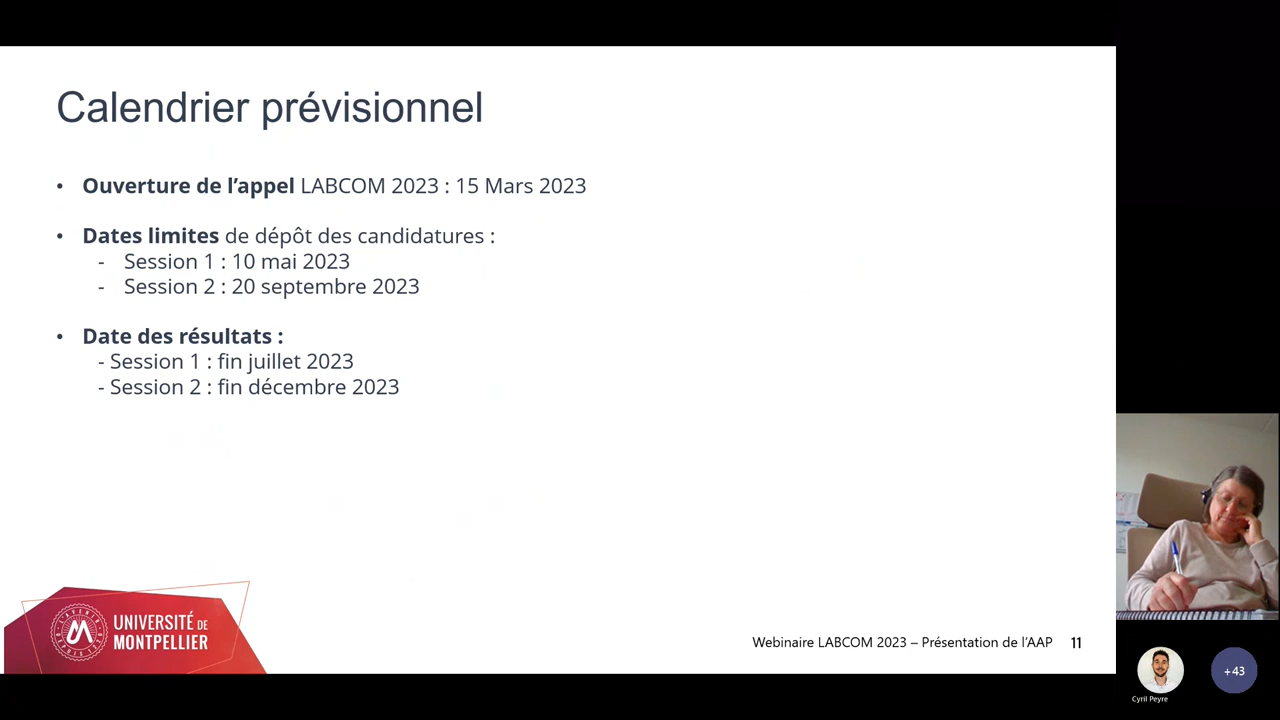 Calendrier prévisionnel
• Ouverture de l’appel LABCOM 2023 : 15 Mars 2023
• Dates limites de dépôt des candidatures :
- Session 1 : 10 mai 2023
- Session 2 : 20 septembre 2023
• Date des résultats :
- Session 1 : fin juillet 2023
- Session 2 : fin décembre 2023
UNIVERSITÉ DE
MONTPELLIER
Webinaire LABCOM 2023 – Présentation de l’AAP 11
+43
Cyril Peyre